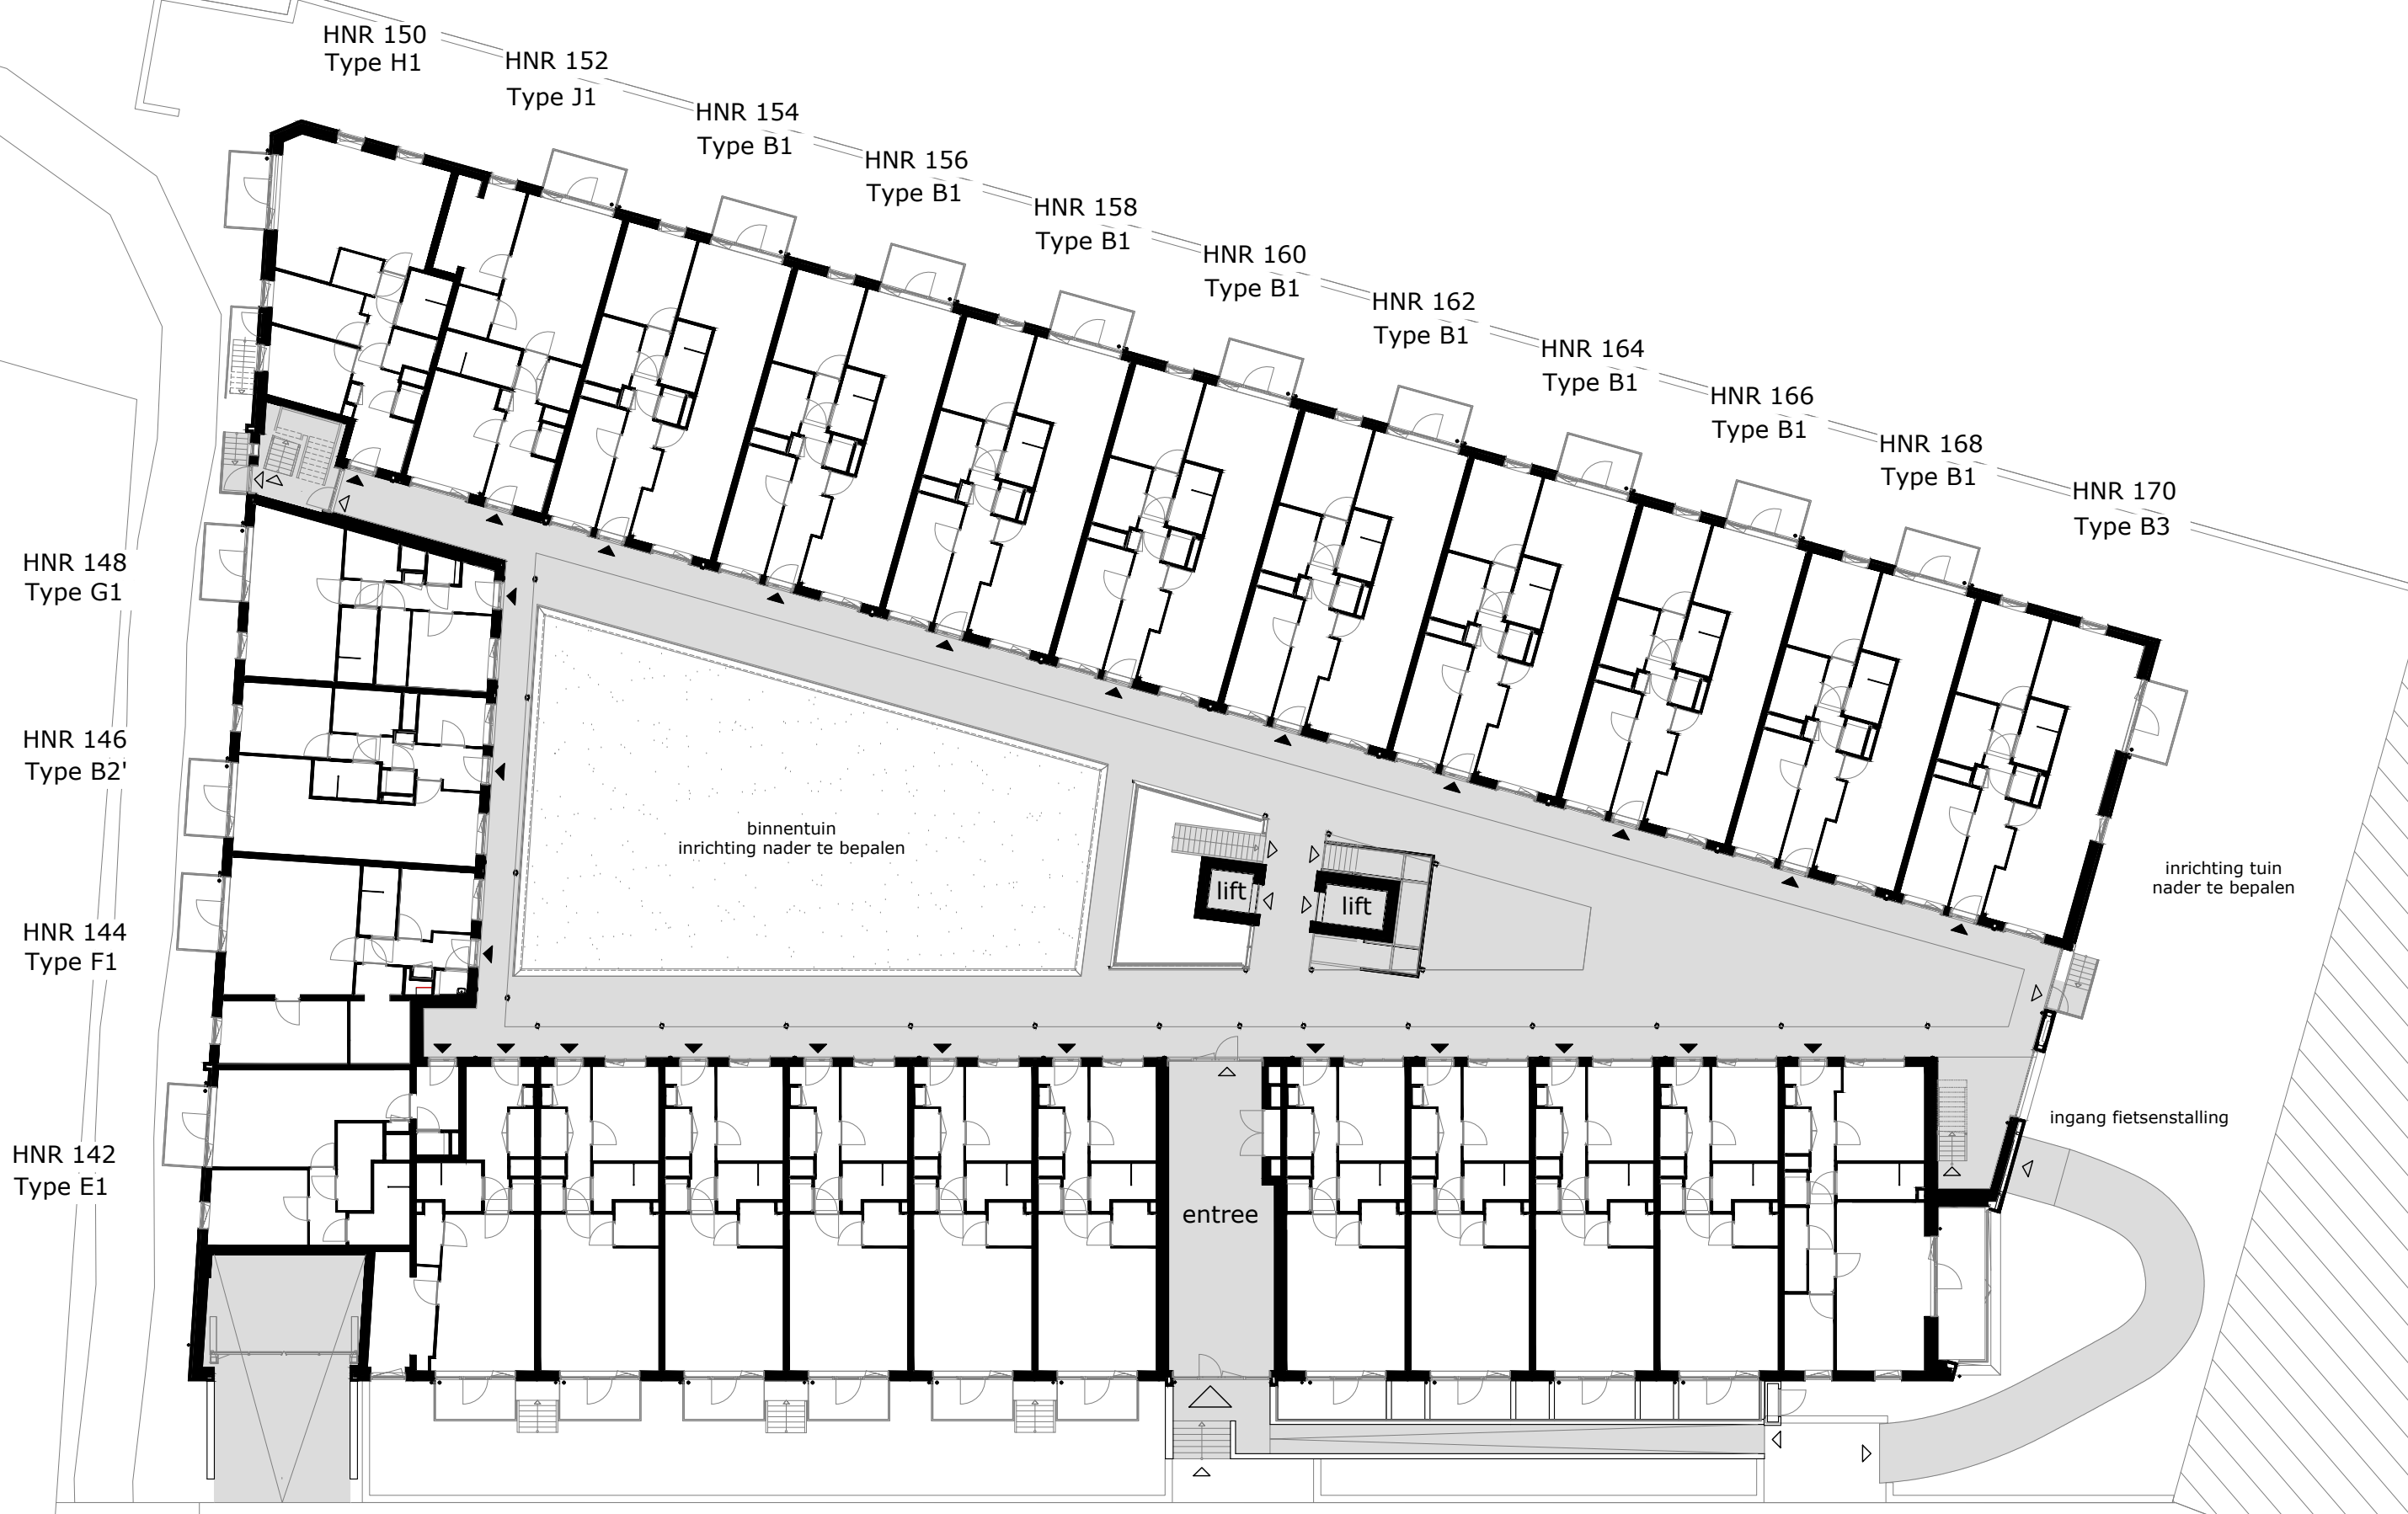 HNR 150
Type H1
HNR 152
Type J1
HNR 154
Type B1
HNR 156
Type B1
HNR 158
Type B1
HNR 160
Type B1
HNR 162
Type B1
HNR 164
Type B1
HNR 166
Type B1
HNR 168
Type B1
HNR 170
Type B3
HNR 148
Type G1
HNR 146
Type B2'
HNR 144
Type F1
HNR 142
Type E1
binnentuin
inrichting nader te bepalen
lift
lift
inrichting tuin
nader te bepalen
ingang fietsenstalling
entree